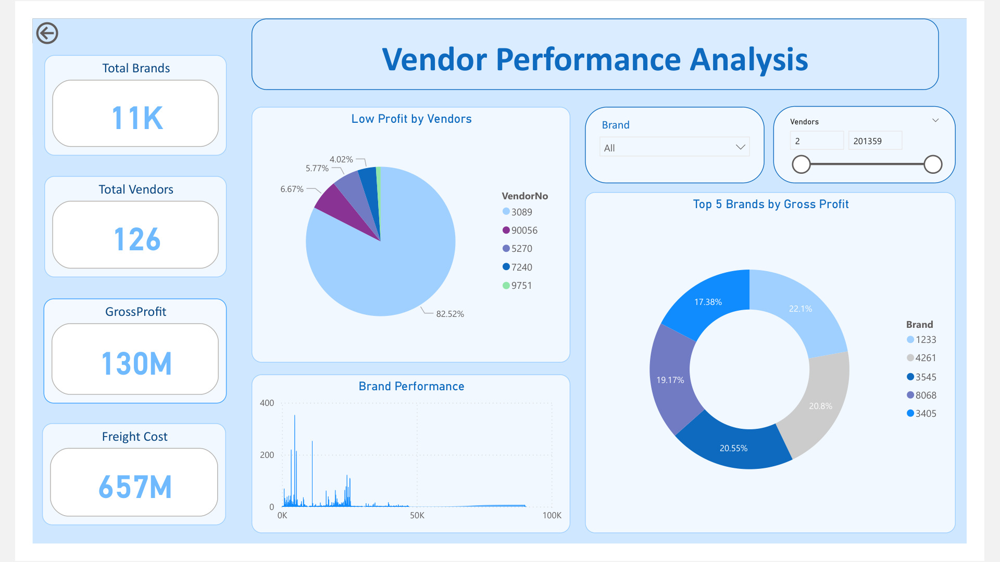 Vendor Performance Analysis
Total Brands
11K
Total Vendors
126
GrossProfit
130M
Freight Cost
657M
Low Profit by Vendors
4.02%
5.77%
6.67%
82.52%
VendorNo
3089
90056
5270
7240
9751
Brand Performance
400
200
0
0K
50K
100K
Brand
All
Vendors
2
201359
Top 5 Brands by Gross Profit
17.38%
22.1%
19.17%
20.8%
20.55%
Brand
1233
4261
3545
8068
3405